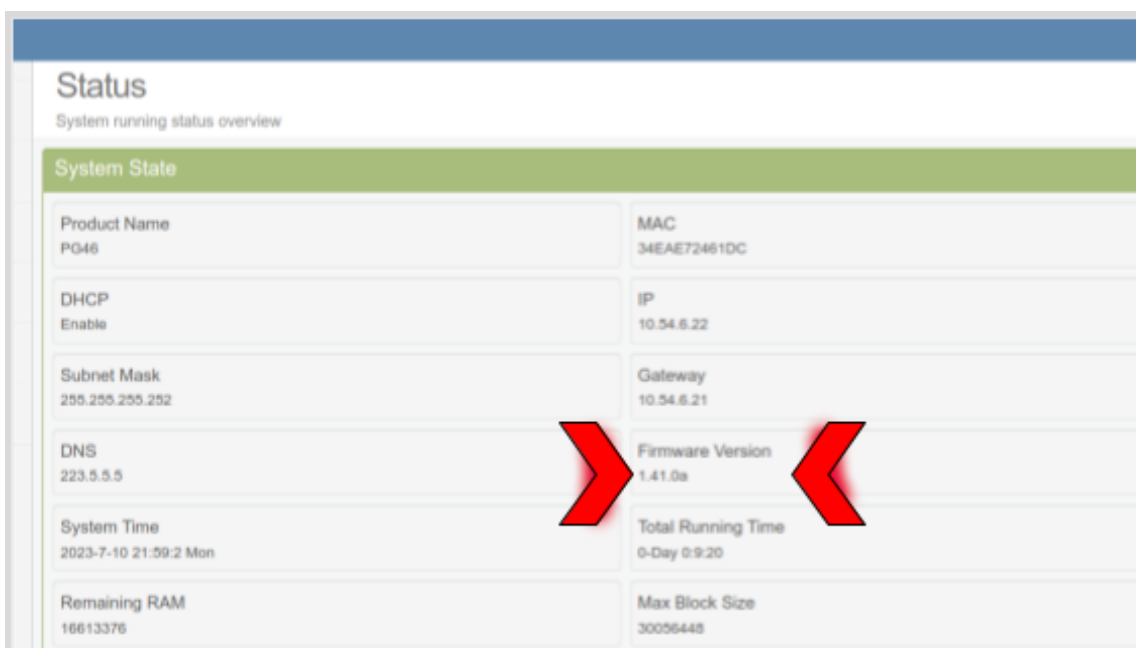 Status
System running status overview
System State
Product Name
PG46
MAC
34EAE72461DC
DHCP
Enable
IP
10.54.6.22
Subnet Mask
255.255.255.252
Gateway
10.54.6.21
DNS
223.5.5.5
Firmware Version
1.41.0a
System Time
2023-7-10 21:59:2 Mon
Total Running Time
0-Day 0:9:20
Remaining RAM
16613376
Max Block Size
30056448